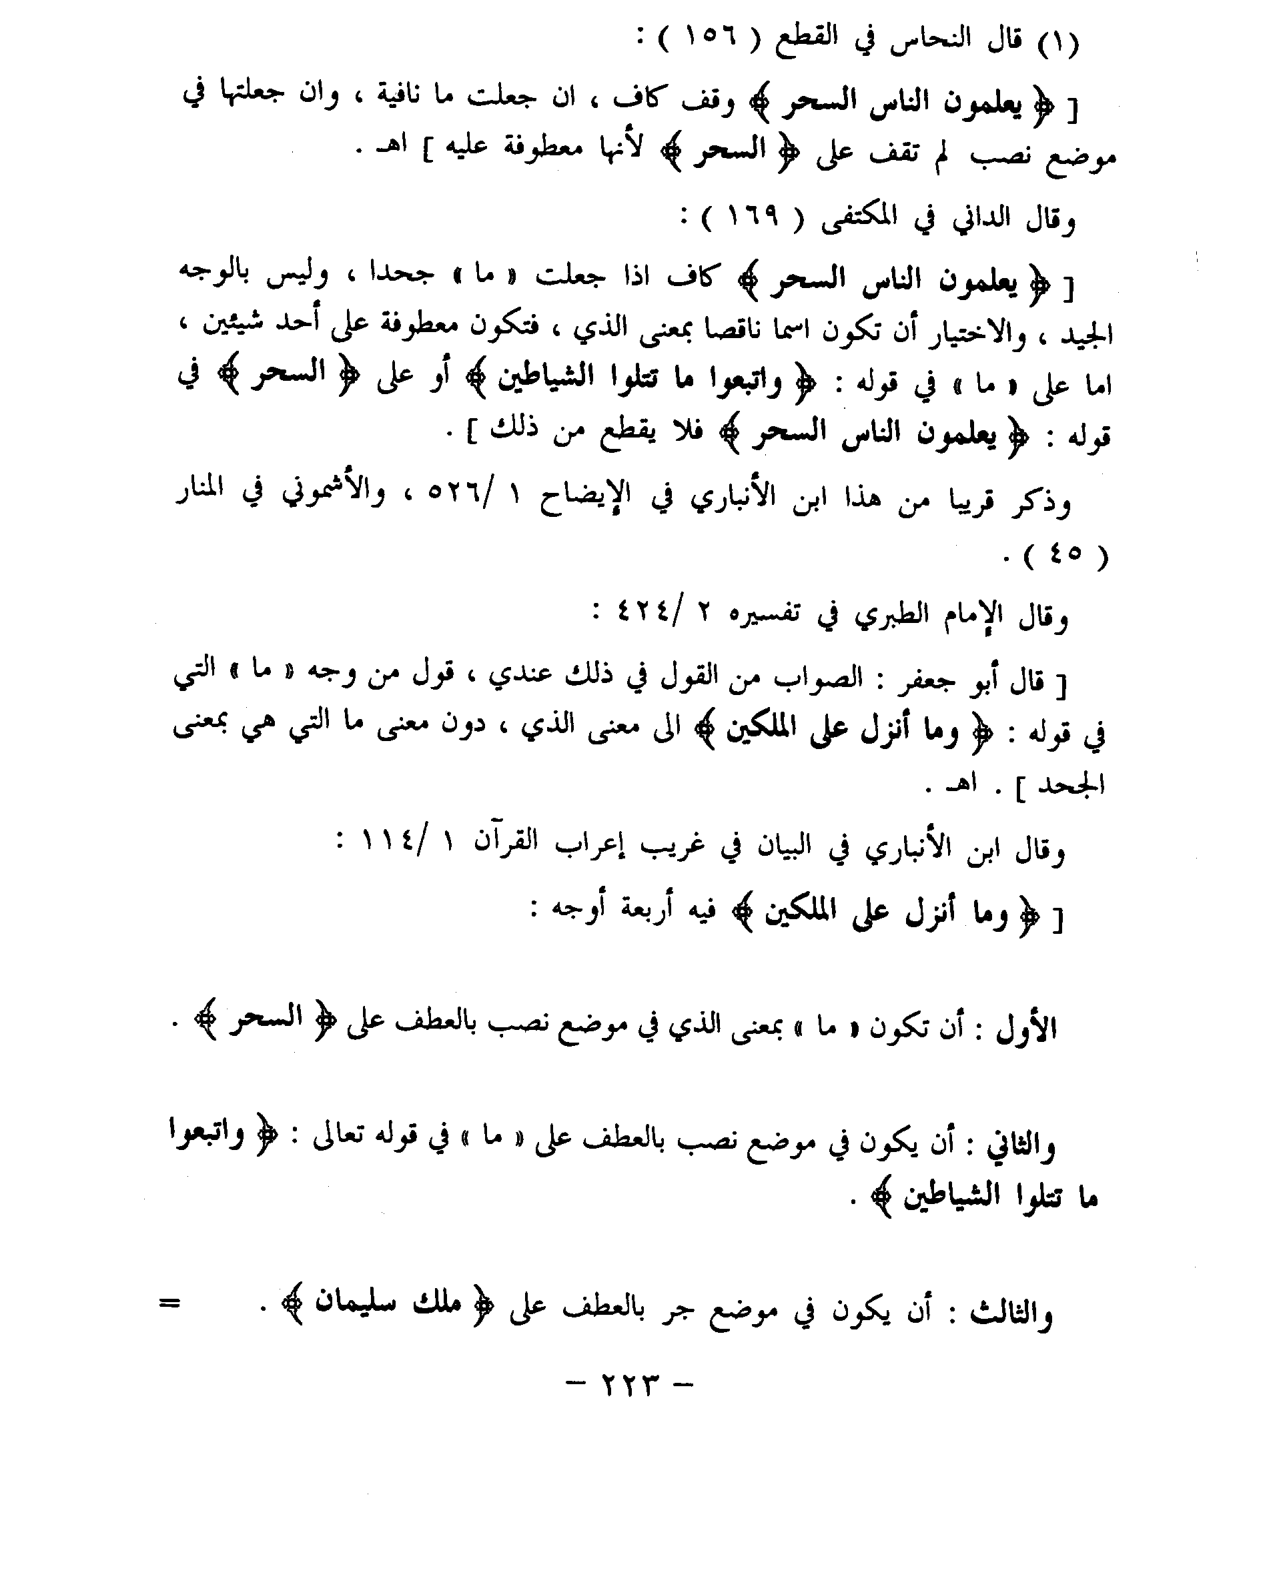 (١) قال النحاس في القطع ( ١٥٦ ) :
[ ﴿ يعلمون الناس السحر ﴾ وقف كاف ، ان جعلت ما نافية ، وان جعلتها في
موضع نصب لم تقف على ﴿ السحر ﴾ لأنها معطوفة عليه ] اهـ .
وقال الداني في المكتفى ( ١٦٩ ) :
[ ﴿ يعلمون الناس السحر ﴾ كاف اذا جعلت « ما » جحدا ، وليس بالوجه
الجيد ، والاختيار أن تكون اسما ناقصا بمعنى الذي ، فتكون معطوفة على أحد شيئين ،
اما على « ما » في قوله : ﴿ واتبعوا ما تتلوا الشياطين ﴾ أو على ﴿ السحر ﴾ في
قوله : ﴿ يعلمون الناس السحر ﴾ فلا يقطع من ذلك ] .
وذكر قريبا من هذا ابن الأنباري في الإيضاح ١ /٥٢٦ ، والأشموني في المنار
( ٤٥ ) .
وقال الإمام الطبري في تفسيره ٢ /٤٢٤ :
[ قال أبو جعفر : الصواب من القول في ذلك عندي ، قول من وجه « ما » التي
في قوله : ﴿ وما أنزل على الملكين ﴾ الى معنى الذي ، دون معنى ما التي هي بمعنى
الجحد ] . اهـ .
وقال ابن الأنباري في البيان في غريب إعراب القرآن ١ /١١٤ :
[ ﴿ وما أنزل على الملكين ﴾ فيه أربعة أوجه :
الأول : أن تكون « ما » بمعنى الذي في موضع نصب بالعطف على ﴿ السحر ﴾ .
والثاني : أن يكون في موضع نصب بالعطف على « ما » في قوله تعالى : ﴿ واتبعوا
ما تتلوا الشياطين ﴾ .
والثالث : أن يكون في موضع جر بالعطف على ﴿ ملك سليمان ﴾ . =
– ٢٢٣ –